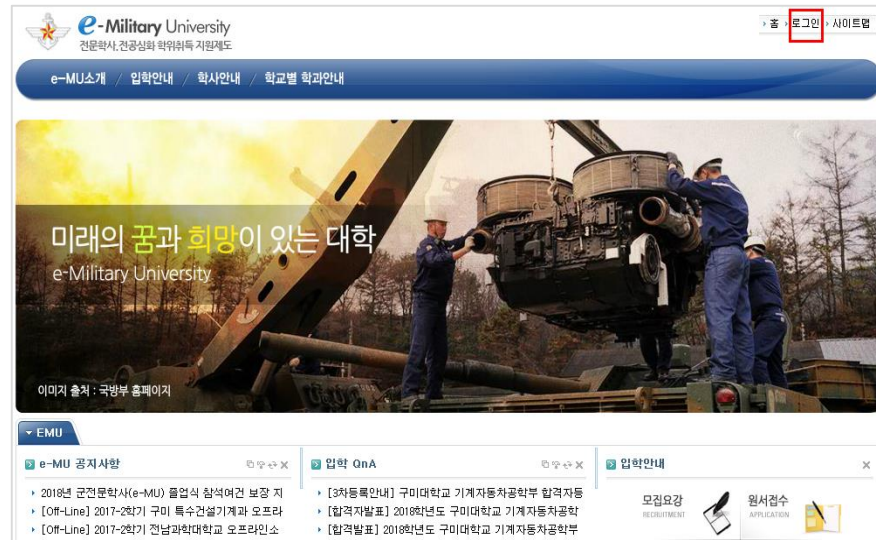 e-Military University
전문학사,전공심화 학위취득 지원제도
홈 로그인 사이트맵
e-MU소개 / 입학안내 / 학사안내 / 학교별 학과안내
미래의 꿈과 희망이 있는 대학
e-Military University
이미지 출처 : 국방부 홈페이지
EMU
e-MU 공지사항
2018년 군전문학사(e-MU) 졸업식 참석여건 보장 지
[Off-Line] 2017-2학기 구미 특수건설기계과 오프라
[Off-Line] 2017-2학기 전남과학대학교 오프라인소
입학 QnA
[3차등록안내] 구미대학교 기계자동차공학부 합격자등
[합격자발표] 2018학년도 구미대학교 기계자동차공학
[합격발표] 2018학년도 구미대학교 기계자동차공학부
입학안내
모집요강
RECRUITMENT
원서접수
APPLICATION